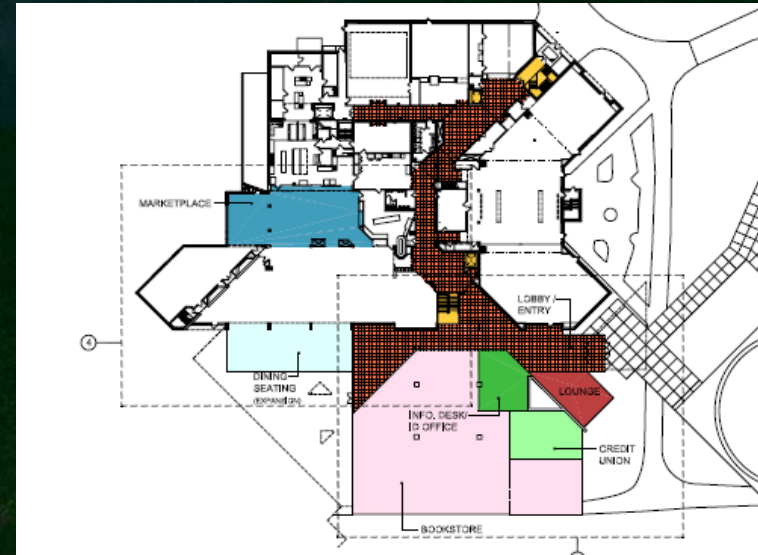 MARKETPLACE
LOBBY /
ENTRY
4
DINING
SEATING
(EXPANSION)
LOUNGE
INFO. DESK/
ID OFFICE
CREDIT
UNION
BOOKSTORE